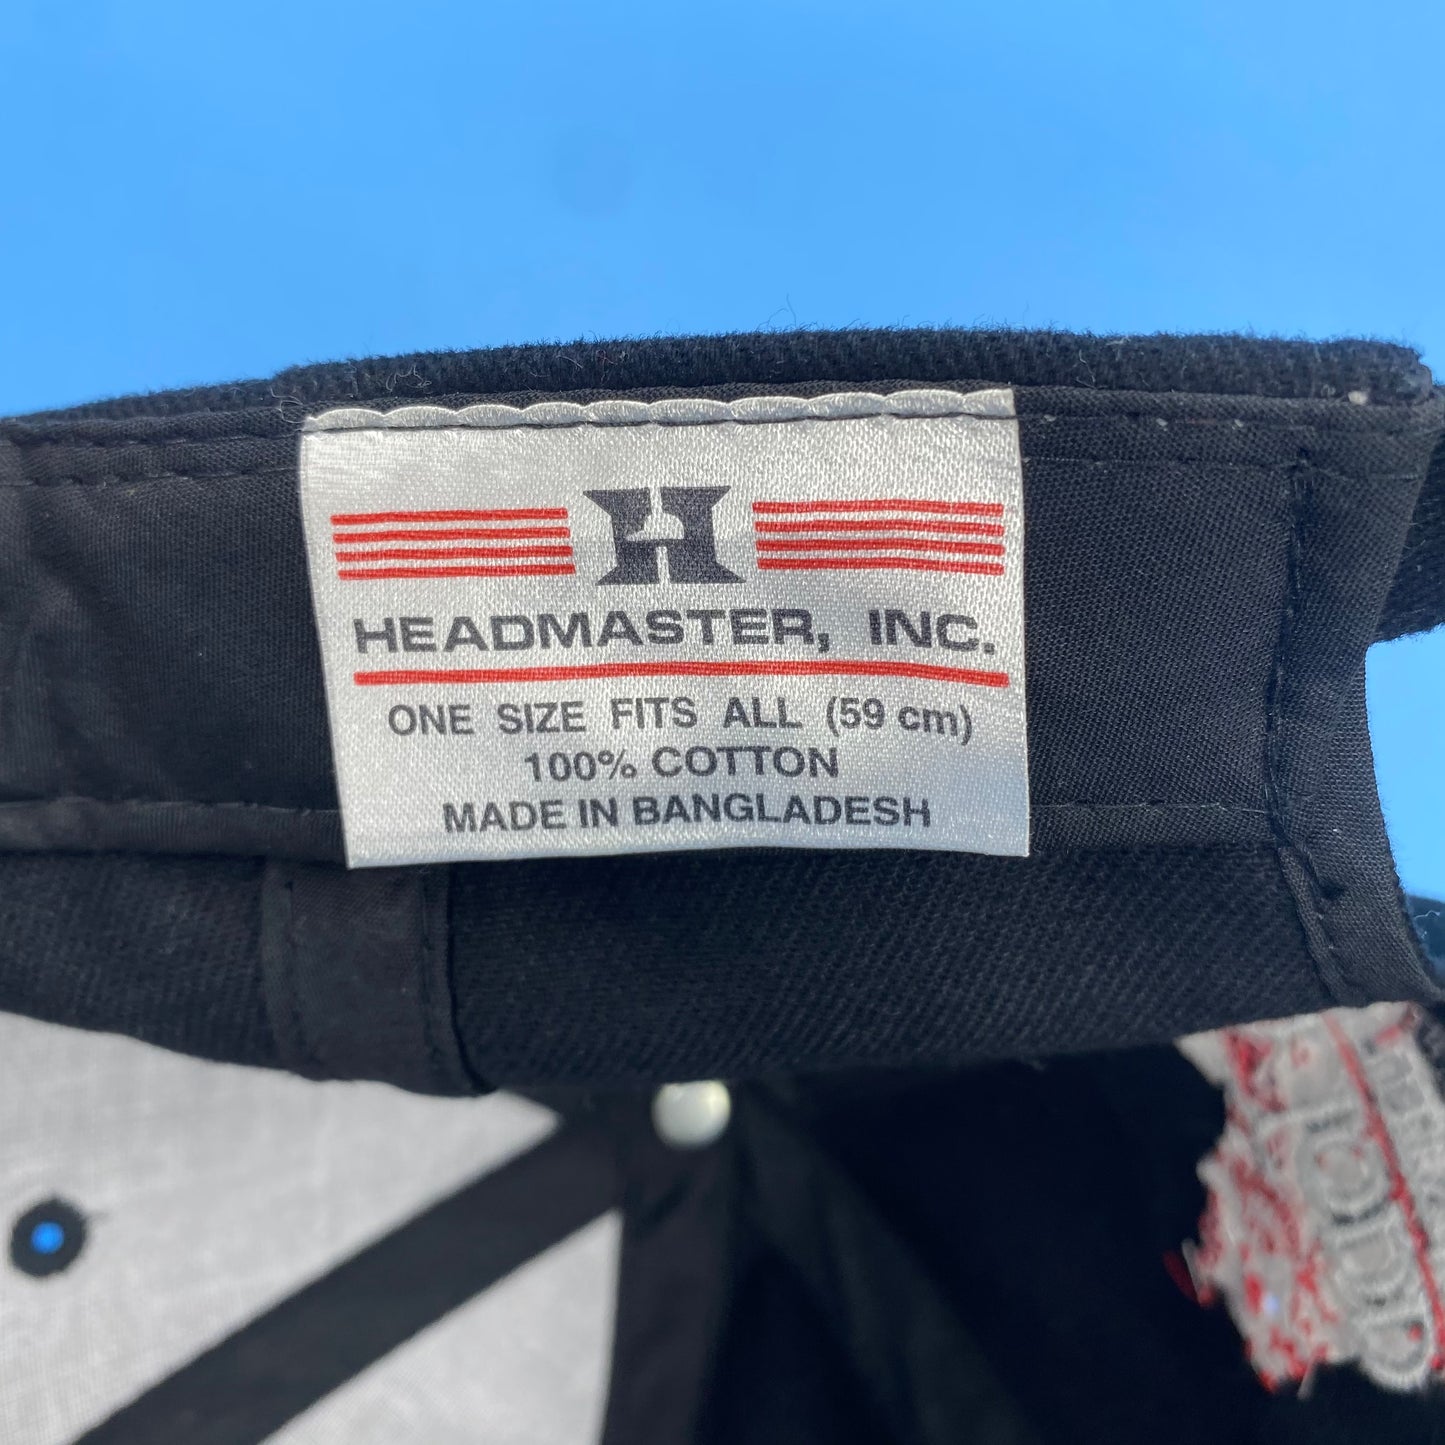 H
HEADMASTER, INC.
ONE SIZE FITS ALL (59 cm)
100% COTTON
MADE IN BANGLADESH